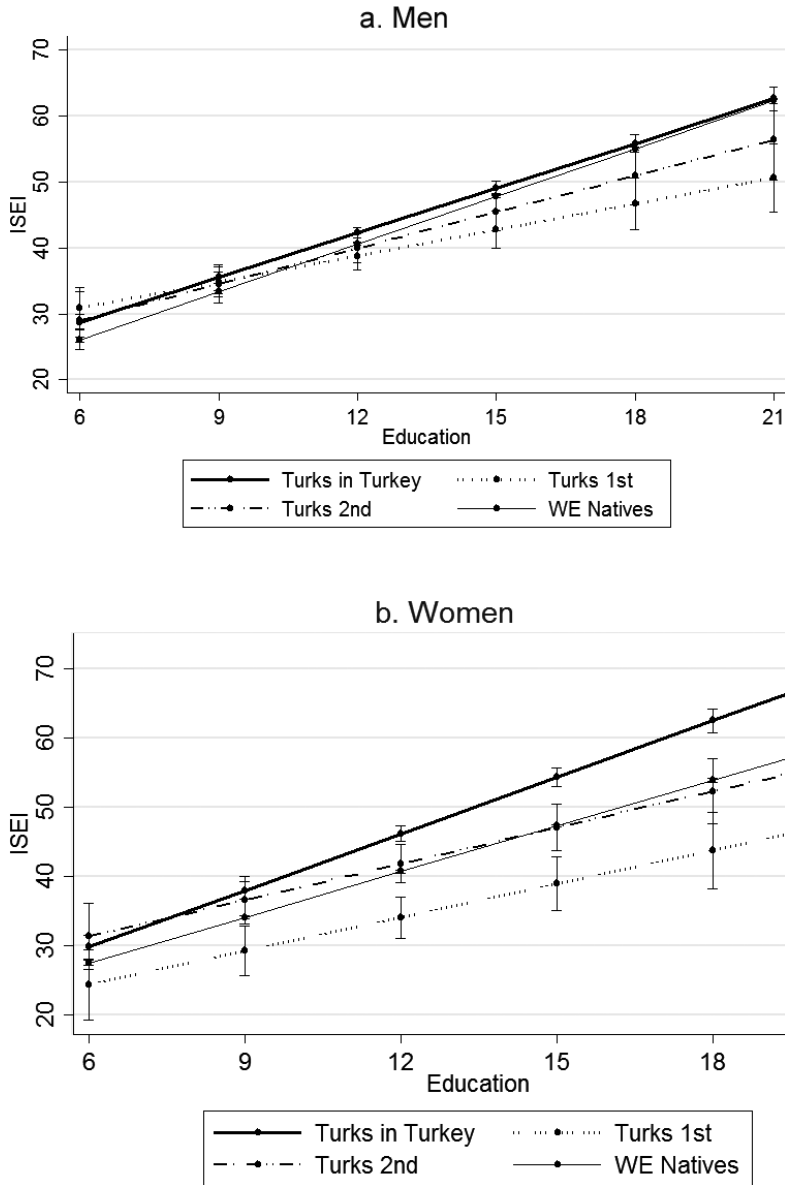 a. Men
70
60
50
40
30
20
ISEI
6 9 12 15 18 21
Education
Turks in Turkey Turks 1st
Turks 2nd WE Natives
b. Women
70
60
50
40
30
20
ISEI
6 9 12 15 18
Education
Turks in Turkey Turks 1st
Turks 2nd WE Natives